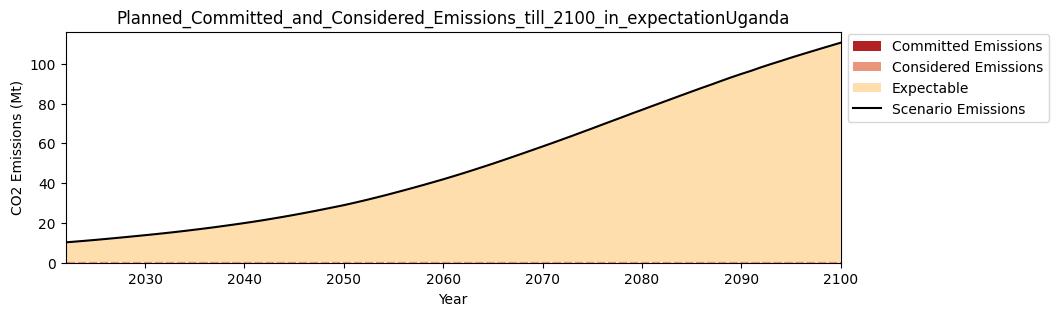 Planned_Committed_and_Considered_Emissions_till_2100_in_expectationUganda
CO2 Emissions (Mt)
100
80
60
40
20
0
2030 2040 2050 2060 2070 2080 2090 2100
Year
Committed Emissions
Considered Emissions
Expectable
Scenario Emissions